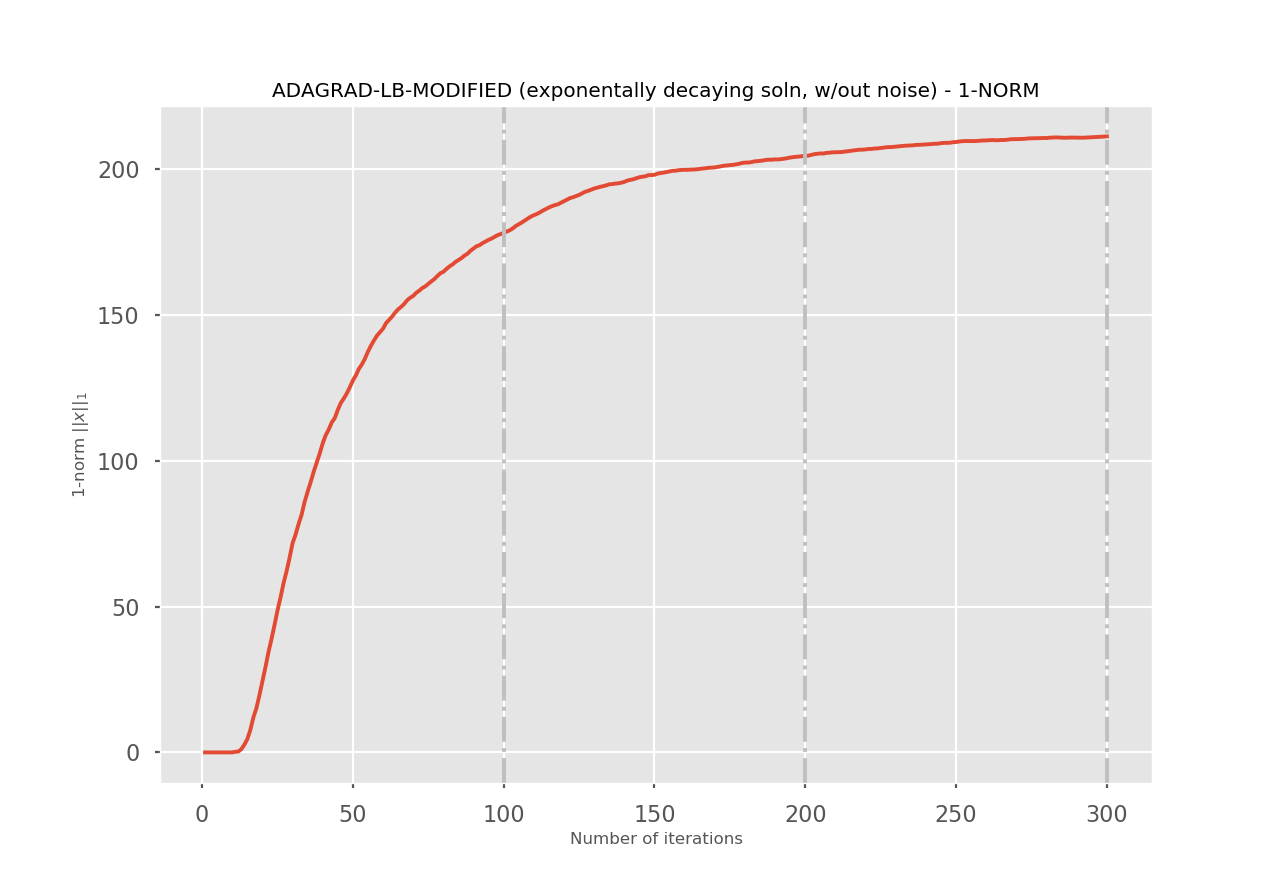 ADAGRAD-LB-MODIFIED (exponentially decaying soln, w/out noise) - 1-NORM
200
150
100
50
0
1-norm ||x||₁
0 50 100 150 200 250 300
Number of iterations